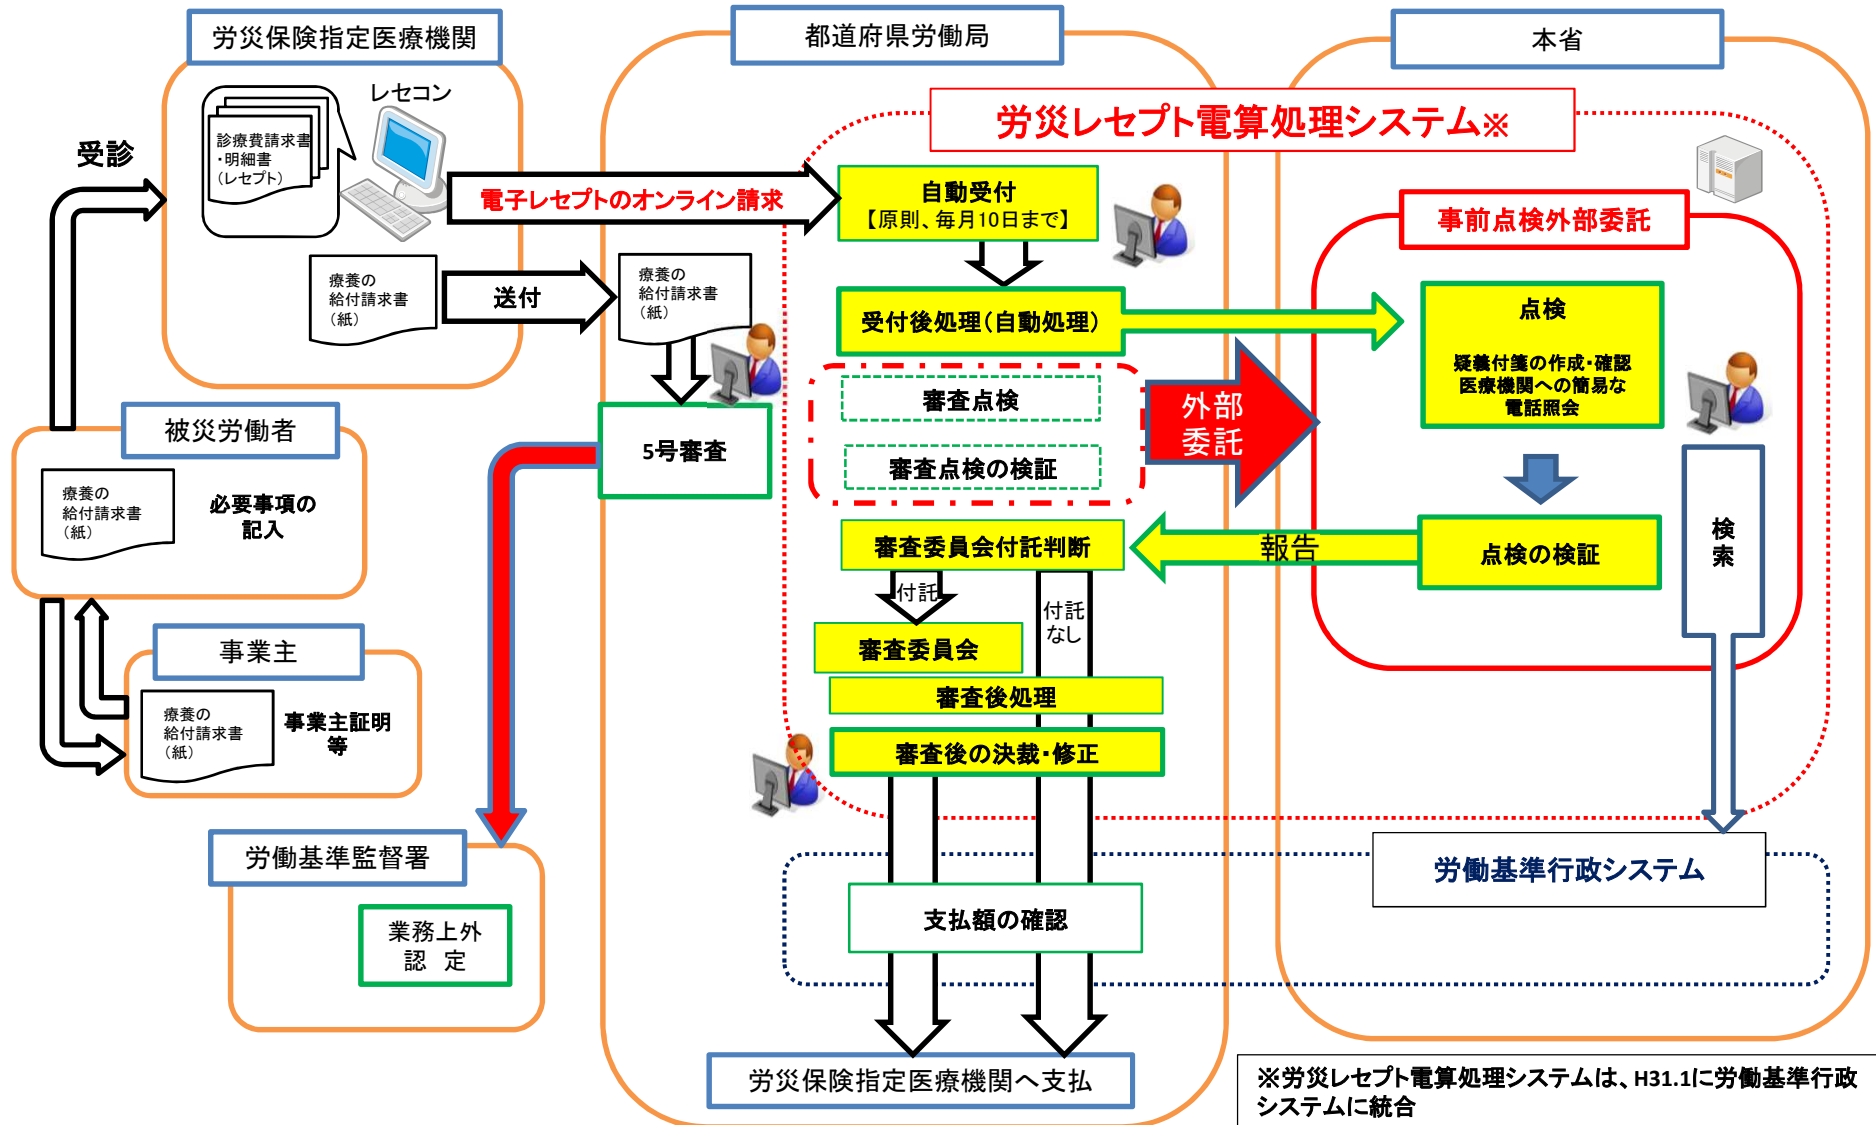 労災保険指定医療機関
都道府県労働局
本省
レセコン
診療費請求書
・明細書
（レセプト）
受診
労災レセプト電算処理システム※
電子レセプトのオンライン請求
自動受付
【原則、毎月10日まで】
事前点検外部委託
療養の
給付請求書
（紙）
送付
療養の
給付請求書
（紙）
受付後処理（自動処理）
点検
疑義付箋の作成・確認
医療機関への簡易な
電話照会
審査点検
審査点検の検証
外部
委託
被災労働者
療養の
給付請求書
（紙）
必要事項の
記入
5号審査
検
索
審査委員会付託判断
報告
点検の検証
付託
付託
なし
審査委員会
事業主
療養の
給付請求書
（紙）
事業主証明
等
審査後処理
審査後の決裁・修正
労働基準監督署
業務上外
認　定
労働基準行政システム
支払額の確認
労災保険指定医療機関へ支払
※労災レセプト電算処理システムは、H31.1に労働基準行政
システムに統合